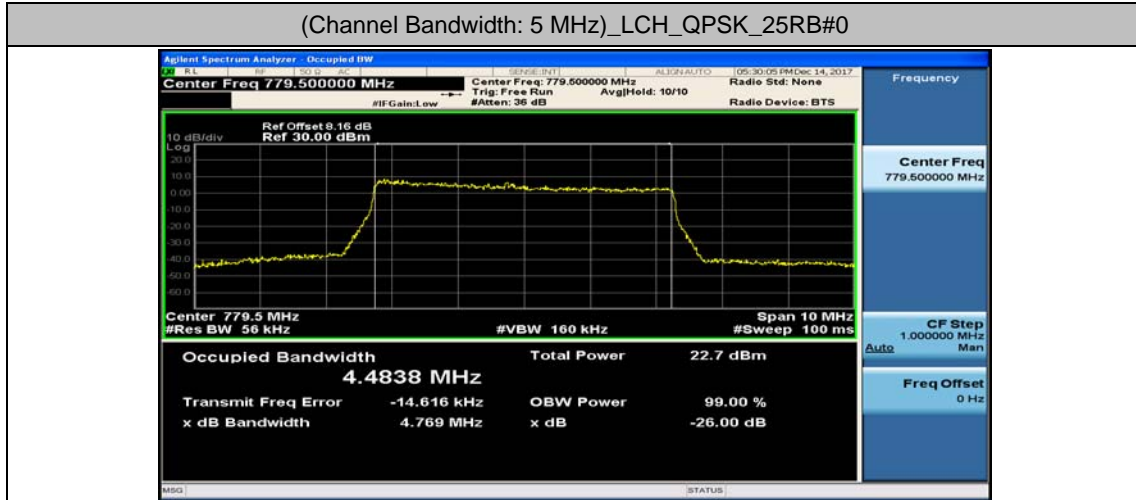 (Channel Bandwidth: 5 MHz)_LCH_QPSK_25RB#0
Agilent Spectrum Analyzer - Occupied BW
RL RF 50 Ω AC SENSE:INT ALIGN AUTO 05:30:05 PM Dec 14, 2017
Center Freq 779.500000 MHz
Center Freq: 779.500000 MHz
Radio Std: None
Trig: Free Run Avg|Hold: 10/10
#IFGain:Low #Atten: 36 dB Radio Device: BTS
Ref Offset 8.16 dB
10 dB/div Ref 30.00 dBm
Log
20.0
10.0
0.00
-10.0
-20.0
-30.0
-40.0
-50.0
-60.0
Center 779.5 MHz Span 10 MHz
#Res BW 56 kHz #VBW 160 kHz #Sweep 100 ms
Occupied Bandwidth Total Power 22.7 dBm
4.4838 MHz
Transmit Freq Error -14.616 kHz OBW Power 99.00 %
x dB Bandwidth 4.769 MHz x dB -26.00 dB
MSG STATUS
Frequency
Center Freq
779.500000 MHz
CF Step
1.000000 MHz
Auto Man
Freq Offset
0 Hz